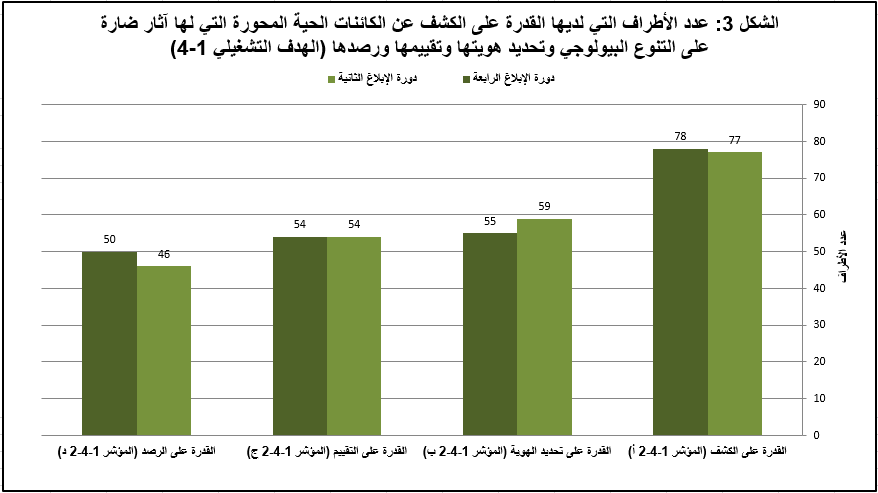 الشكل 3: عدد الأطراف التي لديها القدرة على الكشف عن الكائنات الحية المحورة التي لها آثار ضارة
على التنوع البيولوجي وتحديد هويتها وتقييمها ورصدها (الهدف التشغيلي 1-4)
دورة الإبلاغ الرابعة
دورة الإبلاغ الثانية
90
80
70
60
50
40
30
20
10
0
عدد الأطراف
78
77
55
59
54
54
50
46
القدرة على الكشف (المؤشر 1-4-2 أ)
القدرة على تحديد الهوية (المؤشر 1-4-2 ب)
القدرة على التقييم (المؤشر 1-4-2 ج)
القدرة على الرصد (المؤشر 1-4-2 د)